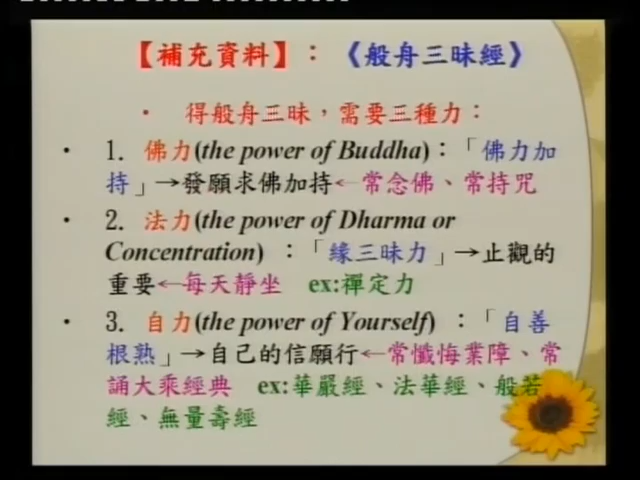 【補充資料】：《般舟三昧經》
• 得般舟三昧，需要三種力：
• 1. 佛力(the power of Buddha)：「佛力加
持」→發願求佛加持←常念佛、常持咒
• 2. 法力(the power of Dharma or
Concentration) ：「緣三昧力」→止觀的
重要←每天靜坐 ex:禪定力
• 3. 自力(the power of Yourself) ：「自善
根熟」→自己的信願行←常懺悔業障、常
誦大乘經典 ex:華嚴經、法華經、般若
經、無量壽經